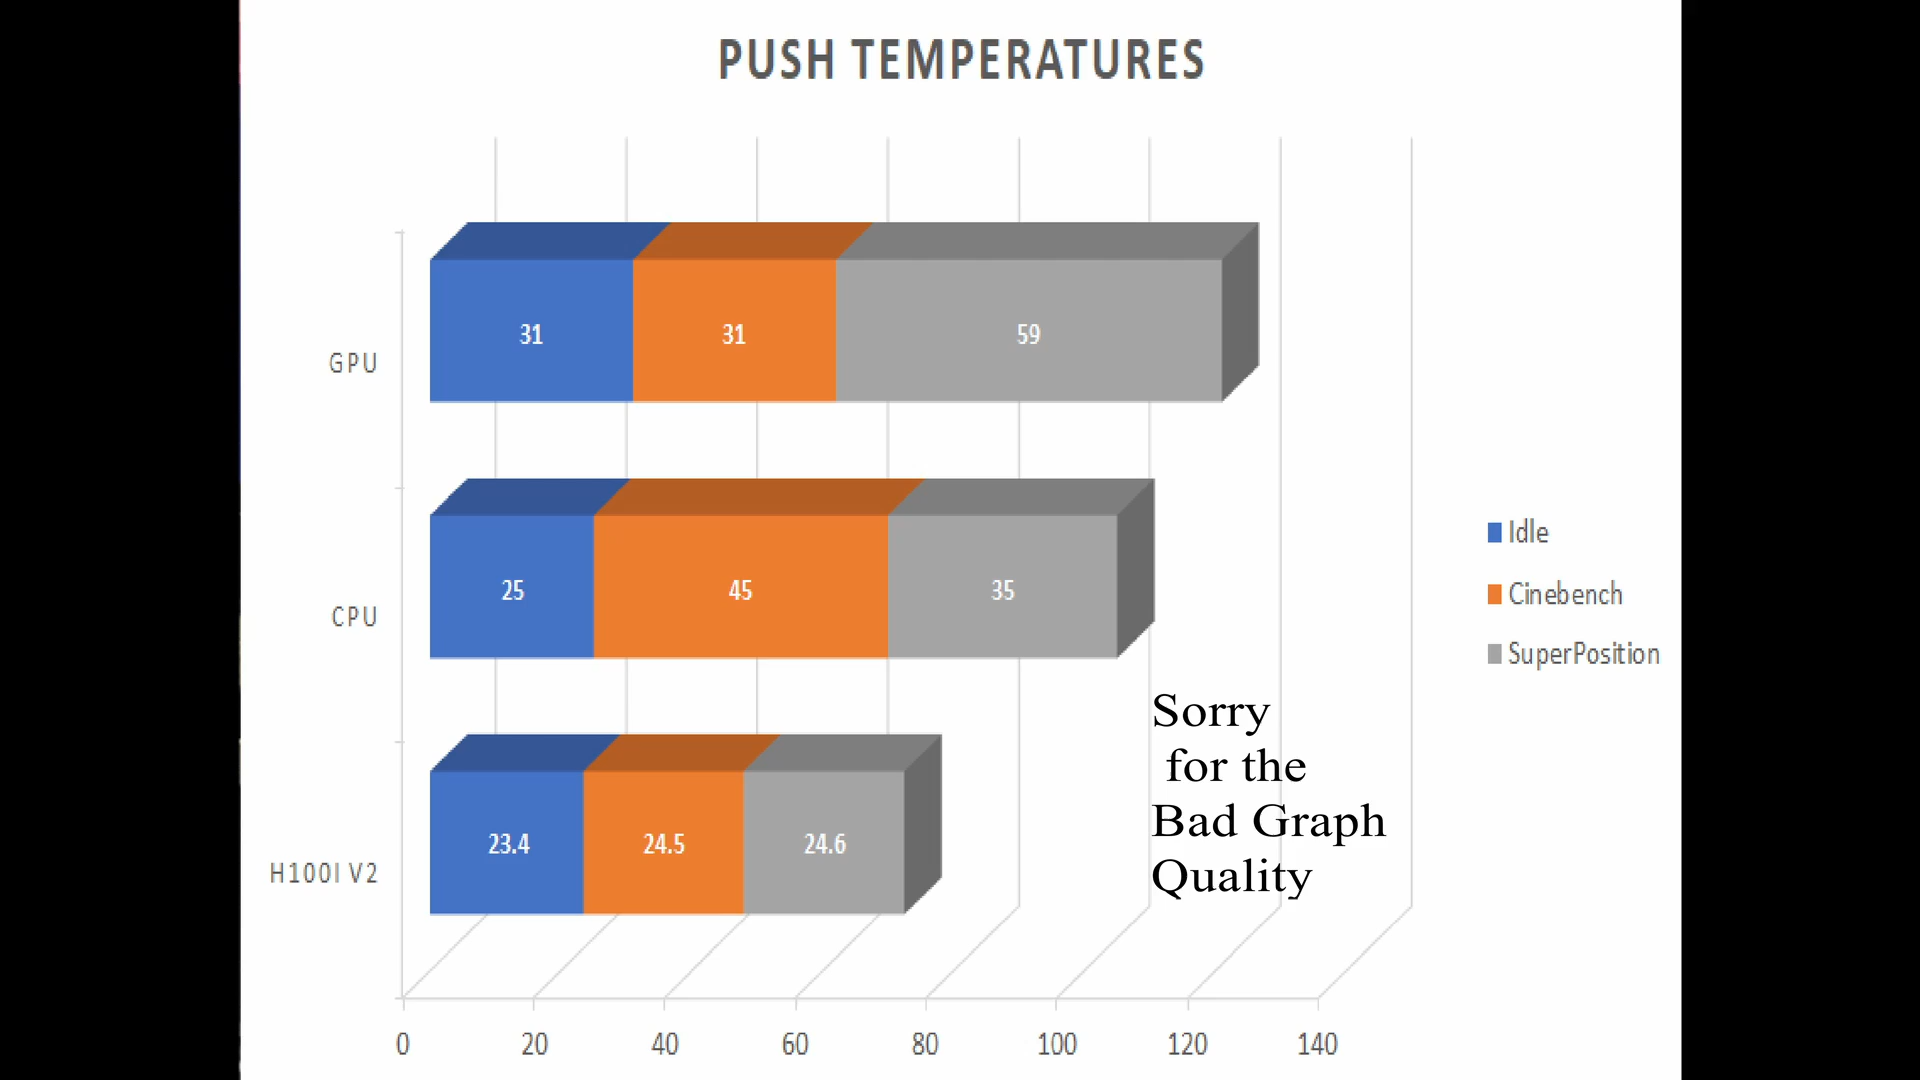 PUSH TEMPERATURES
GPU
31
31
59
CPU
25
45
35
H100I V2
23.4
24.5
24.6
0
20
40
60
80
100
120
140
Idle
Cinebench
SuperPosition
Sorry
for the
Bad Graph
Quality